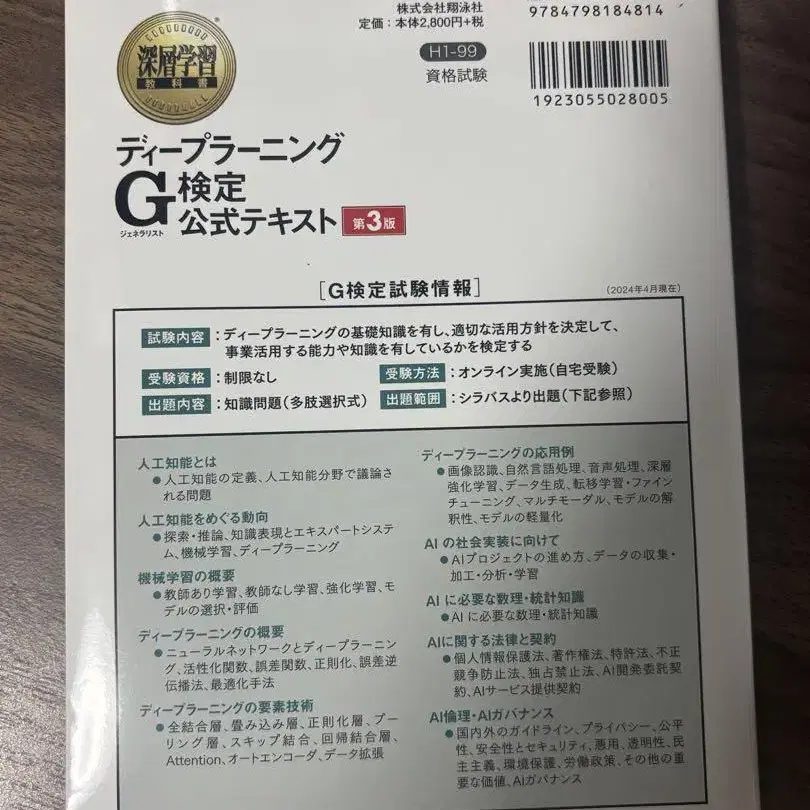 株式会社翔泳社
定価：本体2,800円+税
9784798184814
H1-99
資格試験
1923055028005
深層学習
教科書
ディープラーニング
G検定
ジェネラリスト
公式テキスト 第3版
［G検定試験情報］
（2024年4月現在）
試験内容：ディープラーニングの基礎知識を有し、適切な活用方針を決定して、
事業活用する能力や知識を有しているかを検定する
受験資格：制限なし
受験方法：オンライン実施（自宅受験）
出題内容：知識問題（多肢選択式）
出題範囲：シラバスより出題（下記参照）
人工知能とは
●人工知能の定義、人工知能分野で議論さ
れる問題
人工知能をめぐる動向
●探索・推論、知識表現とエキスパートシステ
ム、機械学習、ディープラーニング
機械学習の概要
●教師あり学習、教師なし学習、強化学習、モ
デルの選択・評価
ディープラーニングの概要
●ニューラルネットワークとディープラーニン
グ、活性化関数、誤差関数、正則化、誤差逆
伝播法、最適化手法
ディープラーニングの要素技術
●全結合層、畳み込み層、正則化層、プー
リング層、スキップ結合、回帰結合層、
Attention、オートエンコーダ、データ拡張
ディープラーニングの応用例
●画像認識、自然言語処理、音声処理、深層
強化学習、データ生成、転移学習・ファイン
チューニング、マルチモーダル、モデルの解
釈性、モデルの軽量化
AIの社会実装に向けて
●AIプロジェクトの進め方、データの収集・
加工・分析・学習
AIに必要な数理・統計知識
●AIに必要な数理・統計知識
AIに関する法律と契約
●個人情報保護法、著作権法、特許法、不正
競争防止法、独占禁止法、AI開発委託契
約、AIサービス提供契約
AI倫理・AIガバナンス
●国内外のガイドライン、プライバシー、公平
性、安全性とセキュリティ、悪用、透明性、民
主主義、環境保護、労働政策、その他の重
要な価値、AIガバナンス